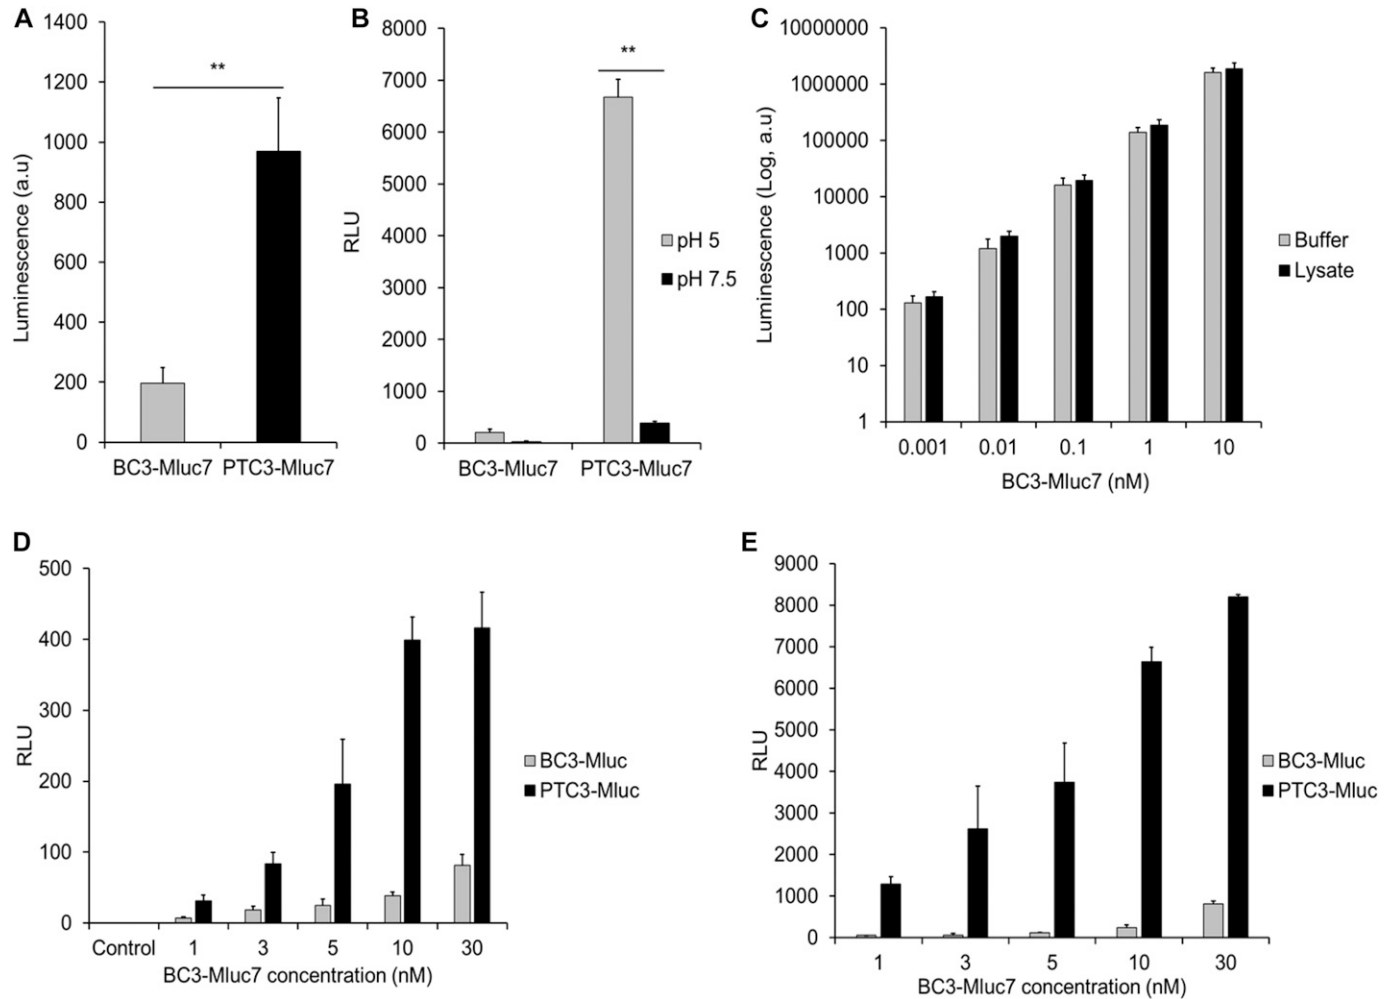 A
1400
1200
1000
800
600
400
200
0
Luminescence (a.u)
**
BC3-Mluc7 PTC3-Mluc7
B
8000
7000
6000
5000
4000
3000
2000
1000
0
RLU
**
pH 5
pH 7.5
BC3-Mluc7 PTC3-Mluc7
C
10000000
1000000
100000
10000
1000
100
10
1
Luminescence (Log, a.u)
Buffer
Lysate
0.001 0.01 0.1 1 10
BC3-Mluc7 (nM)
D
500
400
300
200
100
0
RLU
BC3-Mluc
PTC3-Mluc
Control 1 3 5 10 30
BC3-Mluc7 concentration (nM)
E
9000
8000
7000
6000
5000
4000
3000
2000
1000
0
RLU
BC3-Mluc
PTC3-Mluc
1 3 5 10 30
BC3-Mluc7 concentration (nM)